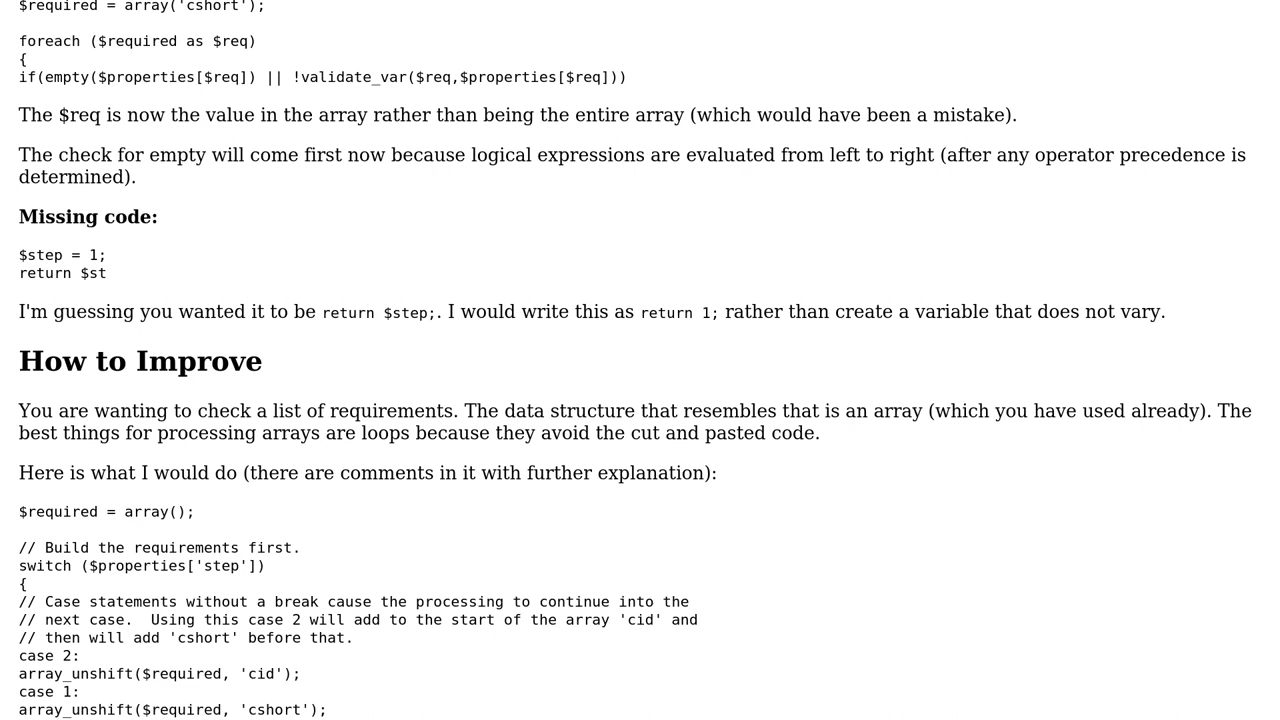 $required = array('cshort');
foreach ($required as $req)
{
if(empty($properties[$req]) || !validate_var($req,$properties[$req]))
The $req is now the value in the array rather than being the entire array (which would have been a mistake).
The check for empty will come first now because logical expressions are evaluated from left to right (after any operator precedence is
determined).
Missing code:
$step = 1;
return $st
I'm guessing you wanted it to be return $step;. I would write this as return 1; rather than create a variable that does not vary.
How to Improve
You are wanting to check a list of requirements. The data structure that resembles that is an array (which you have used already). The
best things for processing arrays are loops because they avoid the cut and pasted code.
Here is what I would do (there are comments in it with further explanation):
$required = array();
// Build the requirements first.
switch ($properties['step'])
{
// Case statements without a break cause the processing to continue into the
// next case.  Using this case 2 will add to the start of the array 'cid' and
// then will add 'cshort' before that.
case 2:
array_unshift($required, 'cid');
case 1:
array_unshift($required, 'cshort');